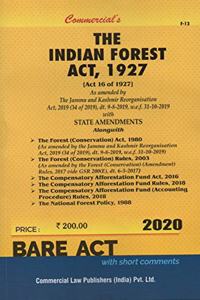 Commercial's
F-13
THE
INDIAN FOREST
ACT, 1927
(Act 16 of 1927)
As amended by
The Jammu and Kashmir Reorganisation
Act, 2019 (34 of 2019), dt. 9-8-2019, w.e.f. 31-10-2019
with
STATE AMENDMENTS
Alongwith
The Forest (Conservation) Act, 1980
(As amended by the Jammu and Kashmir Reorganisation
Act, 2019 (34 of 2019), dt. 9-8-2019, w.e.f. 31-10-2019)
The Forest (Conservation) Rules, 2003
(As amended by the Forest (Conservation) (Amendment)
Rules, 2017 vide GSR 200(E), dt. 6-3-2017)
The Compensatory Afforestation Fund Act, 2016
The Compensatory Afforestation Fund Rules, 2018
The Compensatory Afforestation Fund (Accounting
Procedure) Rules, 2018
The National Forest Policy, 1988
PRICE : ₹ 200.00
2020
BARE ACT
with short comments
Commercial Law Publishers (India) Pvt. Ltd.